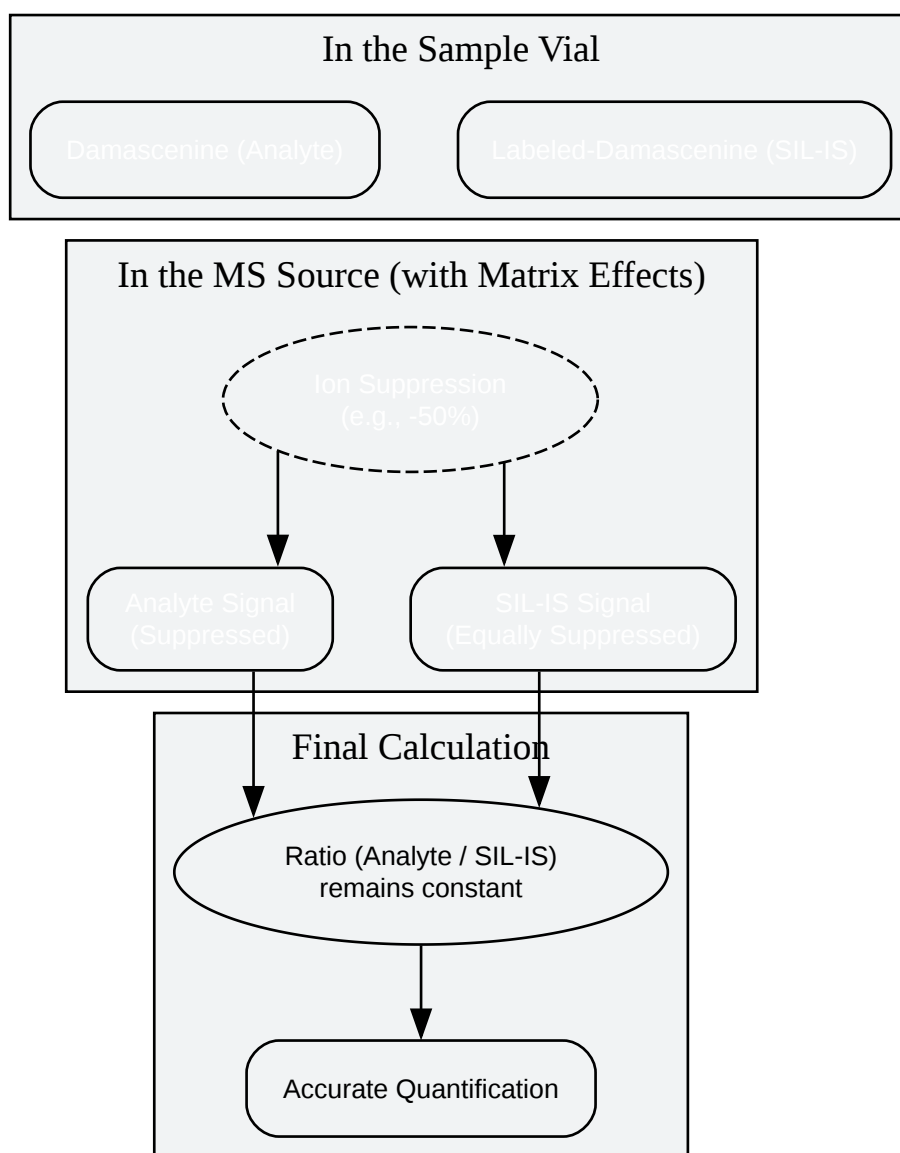 In the Sample Vial
Damascenine (Analyte)
Labeled-Damascenine (SIL-IS)
In the MS Source (with Matrix Effects)
Ion Suppression
(e.g., -50%)
Analyte Signal
(Suppressed)
SIL-IS Signal
(Equally Suppressed)
Final Calculation
Ratio (Analyte / SIL-IS)
remains constant
Accurate Quantification